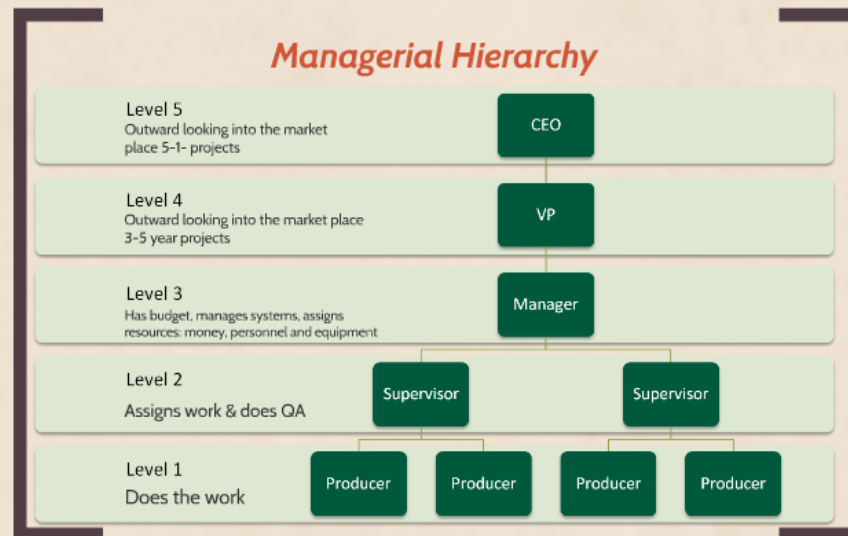 Managerial Hierarchy
Level 5
Outward looking into the market
place 5-1- projects
CEO
Level 4
Outward looking into the market place
3-5 year projects
VP
Level 3
Has budget, manages systems, assigns
resources: money, personnel and equipment
Manager
Level 2
Assigns work & does QA
Supervisor
Supervisor
Level 1
Does the work
Producer
Producer
Producer
Producer